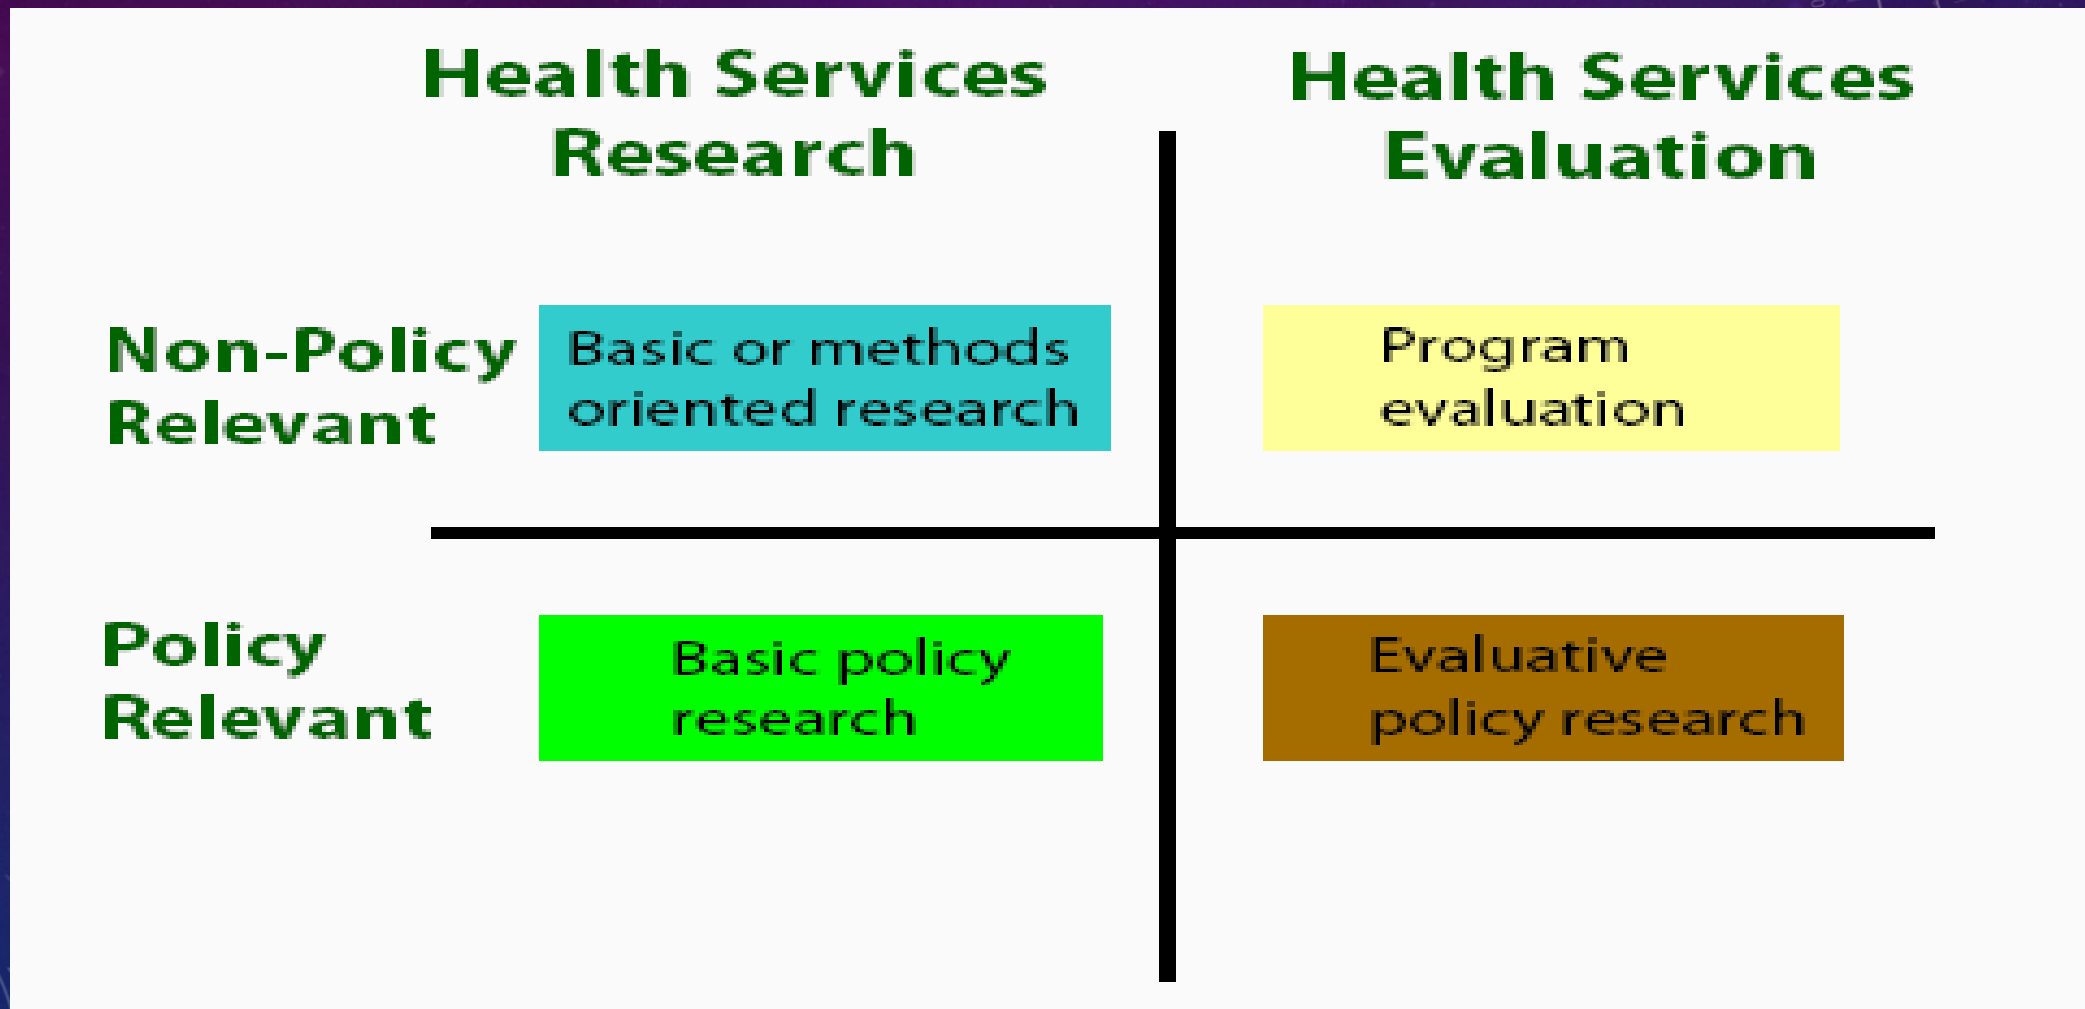 Health Services
Research
Health Services
Evaluation
Non-Policy
Relevant
Basic or methods
oriented research
Program
evaluation
Policy
Relevant
Basic policy
research
Evaluative
policy research